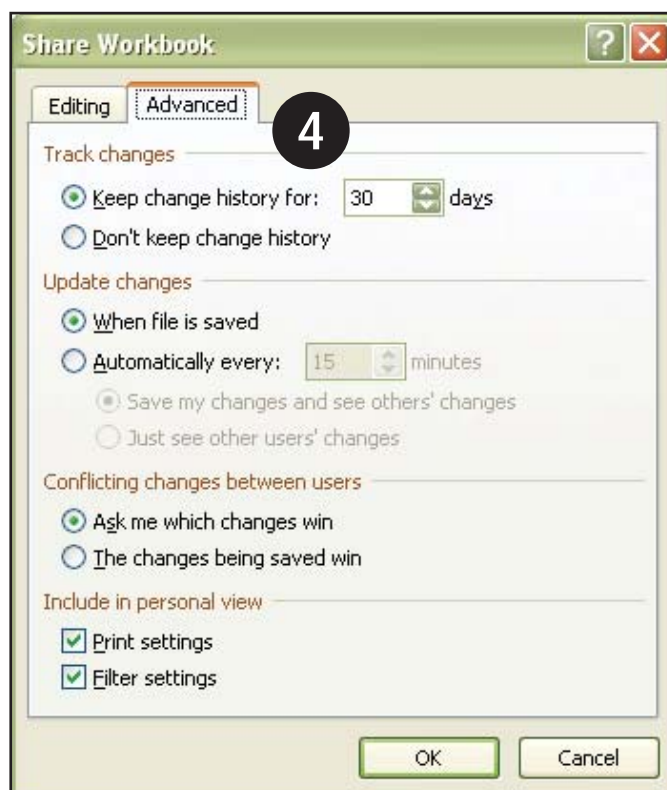 Share Workbook
Editing Advanced
4
Track changes
Keep change history for: 30 days
Don't keep change history
Update changes
When file is saved
Automatically every: 15 minutes
Save my changes and see others' changes
Just see other users' changes
Conflicting changes between users
Ask me which changes win
The changes being saved win
Include in personal view
Print settings
Filter settings
OK Cancel